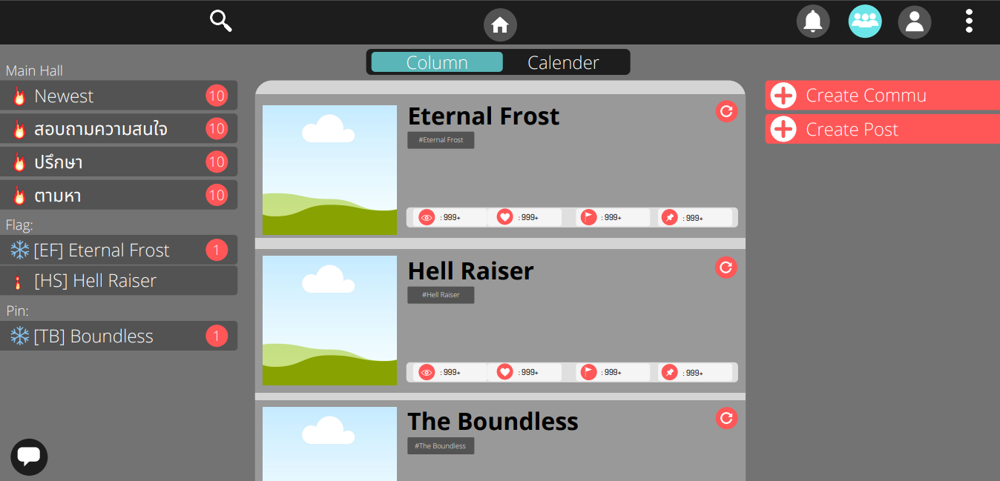 Column
Calender
Main Hall
Newest 10
สอบถามความสนใจ 10
ปรึกษา 10
ตามหา 10
Flag:
[EF] Eternal Frost 1
[HS] Hell Raiser
Pin:
[TB] Boundless 1
Eternal Frost
#Eternal Frost
: 999+ : 999+ : 999+ : 999+
Hell Raiser
#Hell Raiser
: 999+ : 999+ : 999+ : 999+
The Boundless
#The Boundless
Create Commu
Create Post